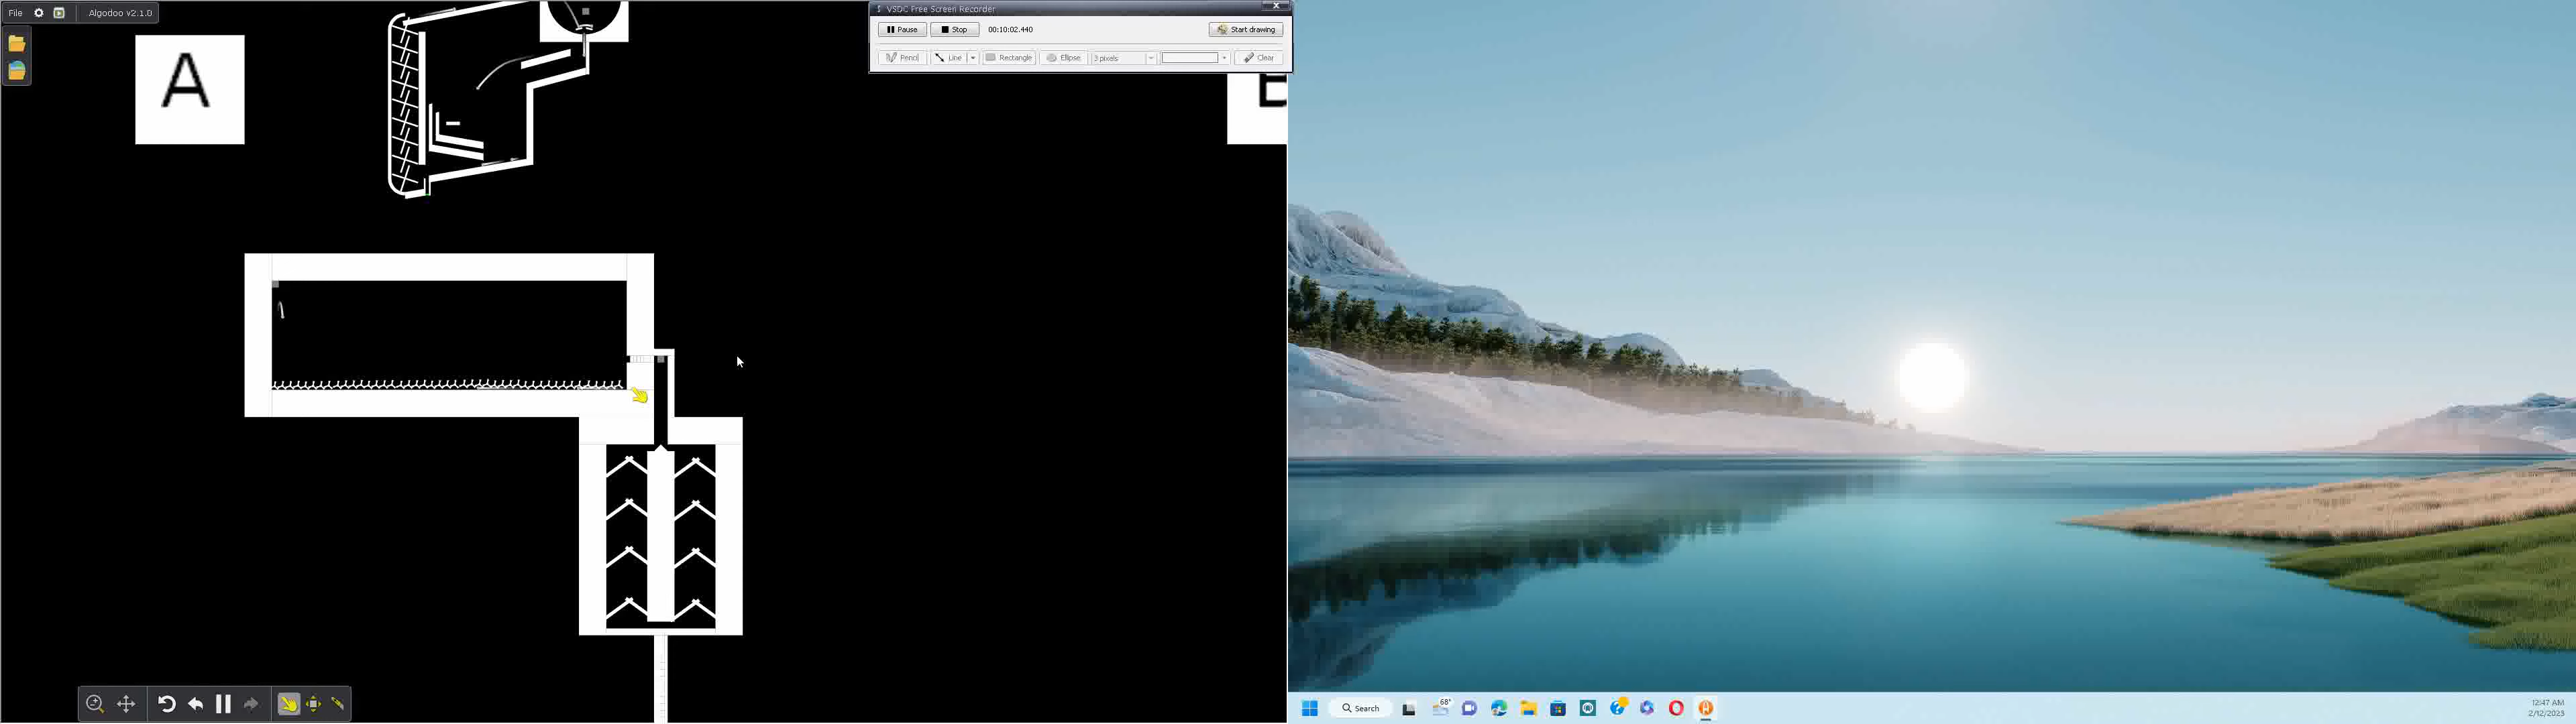 File Algodoo v2.1.0
VSDC Free Screen Recorder
Pause Stop 00:10:02.440 Start drawing
Pencil Line Rectangle Ellipse 3 pixels Clear
A
68°
Search
12:47 AM
2/12/2023